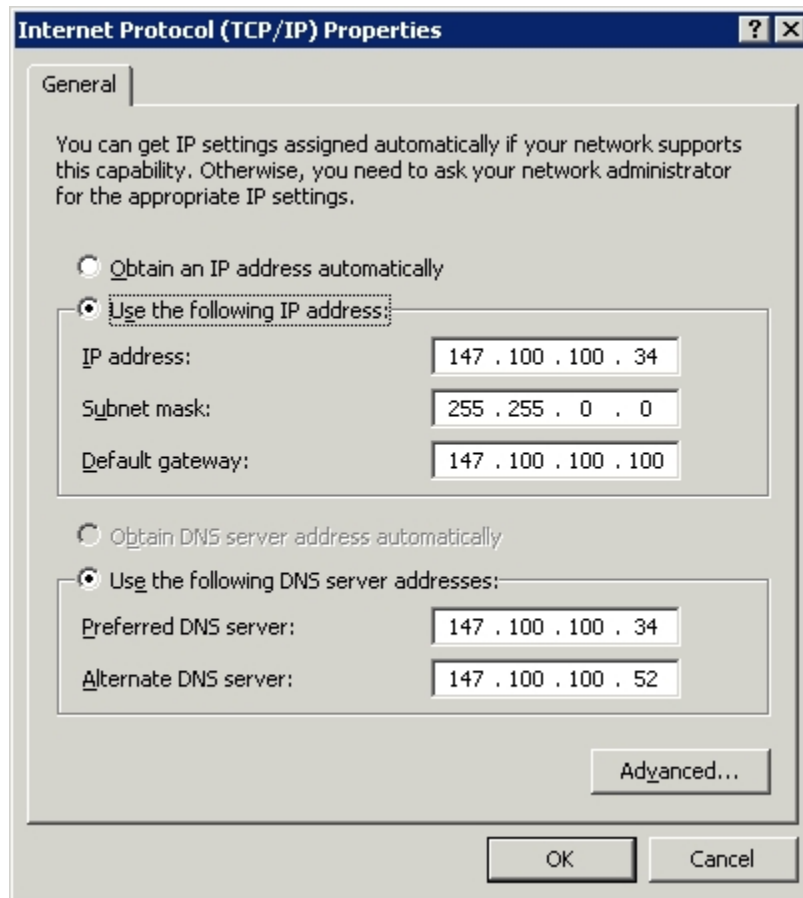 Internet Protocol (TCP/IP) Properties
General
You can get IP settings assigned automatically if your network supports
this capability. Otherwise, you need to ask your network administrator
for the appropriate IP settings.
Obtain an IP address automatically
Use the following IP address:
IP address: 147 . 100 . 100 . 34
Subnet mask: 255 . 255 . 0 . 0
Default gateway: 147 . 100 . 100 . 100
Obtain DNS server address automatically
Use the following DNS server addresses:
Preferred DNS server: 147 . 100 . 100 . 34
Alternate DNS server: 147 . 100 . 100 . 52
Advanced...
OK Cancel